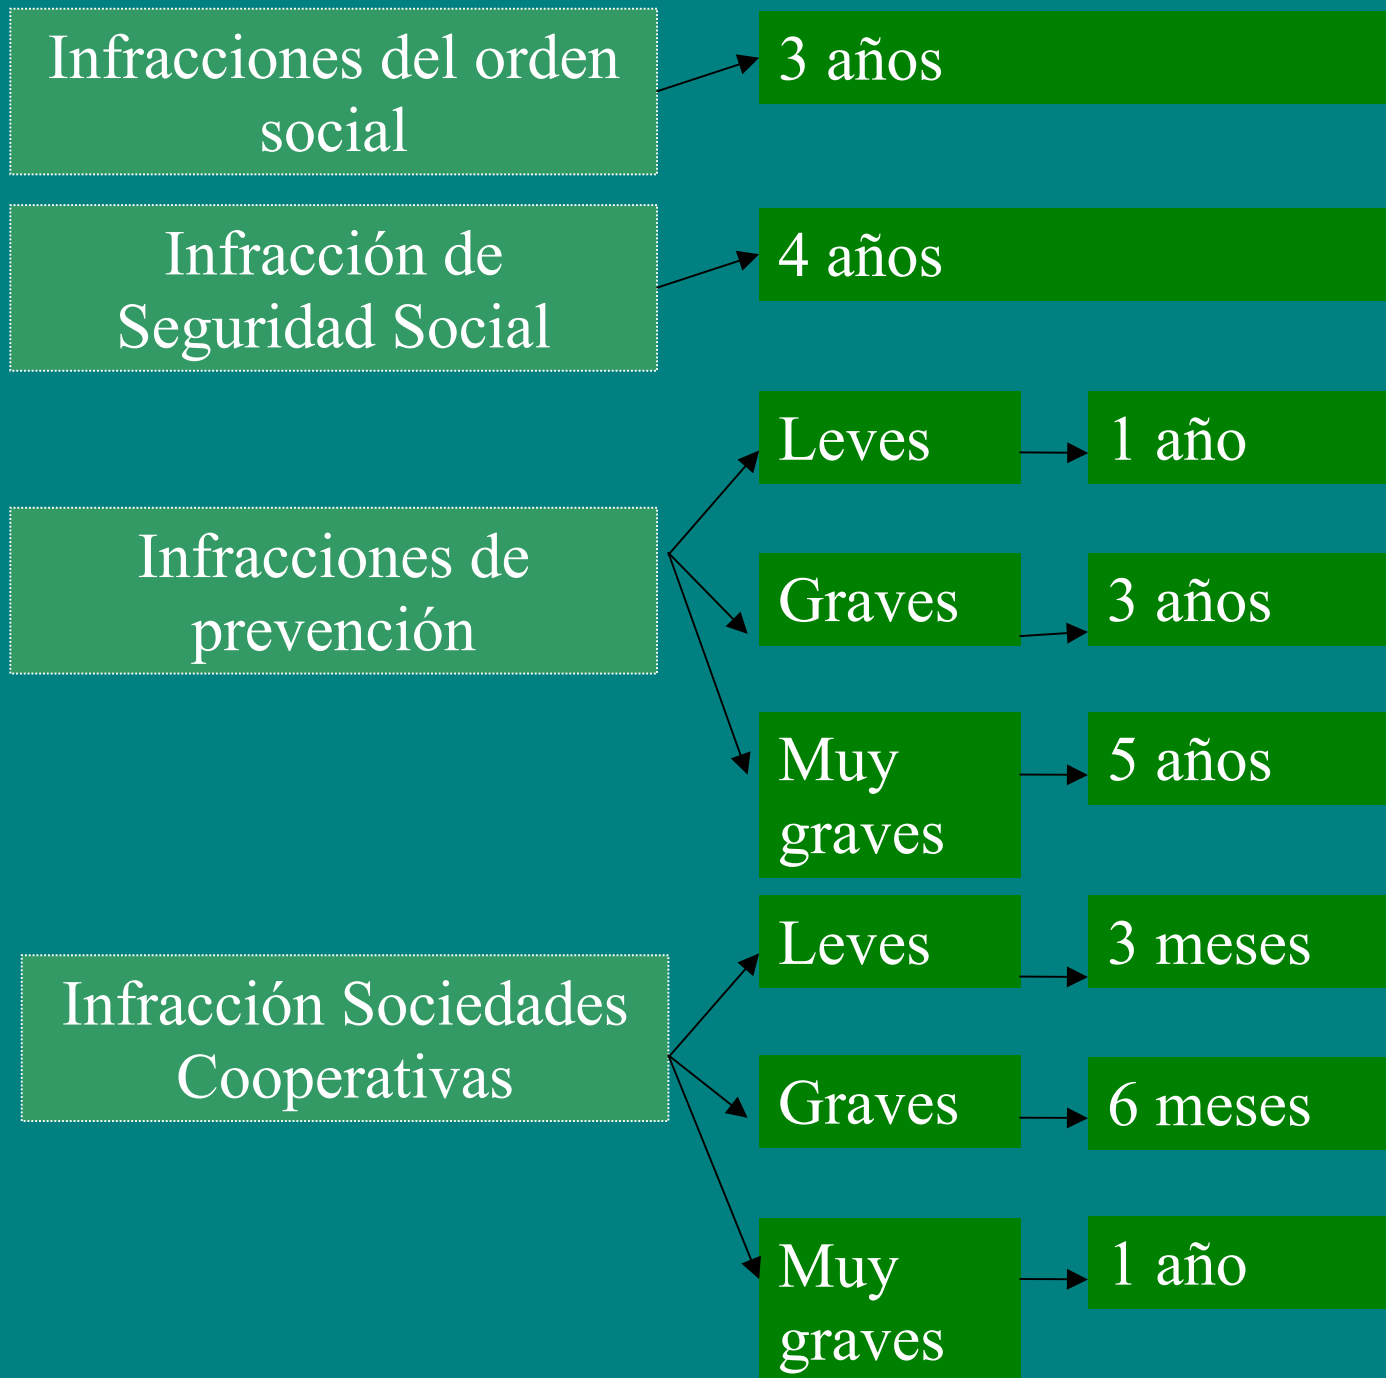 Infracciones del orden
social
3 años
Infracción de
Seguridad Social
4 años
Infracciones de
prevención
Leves
1 año
Graves
3 años
Muy
graves
5 años
Infracción Sociedades
Cooperativas
Leves
3 meses
Graves
6 meses
Muy
graves
1 año